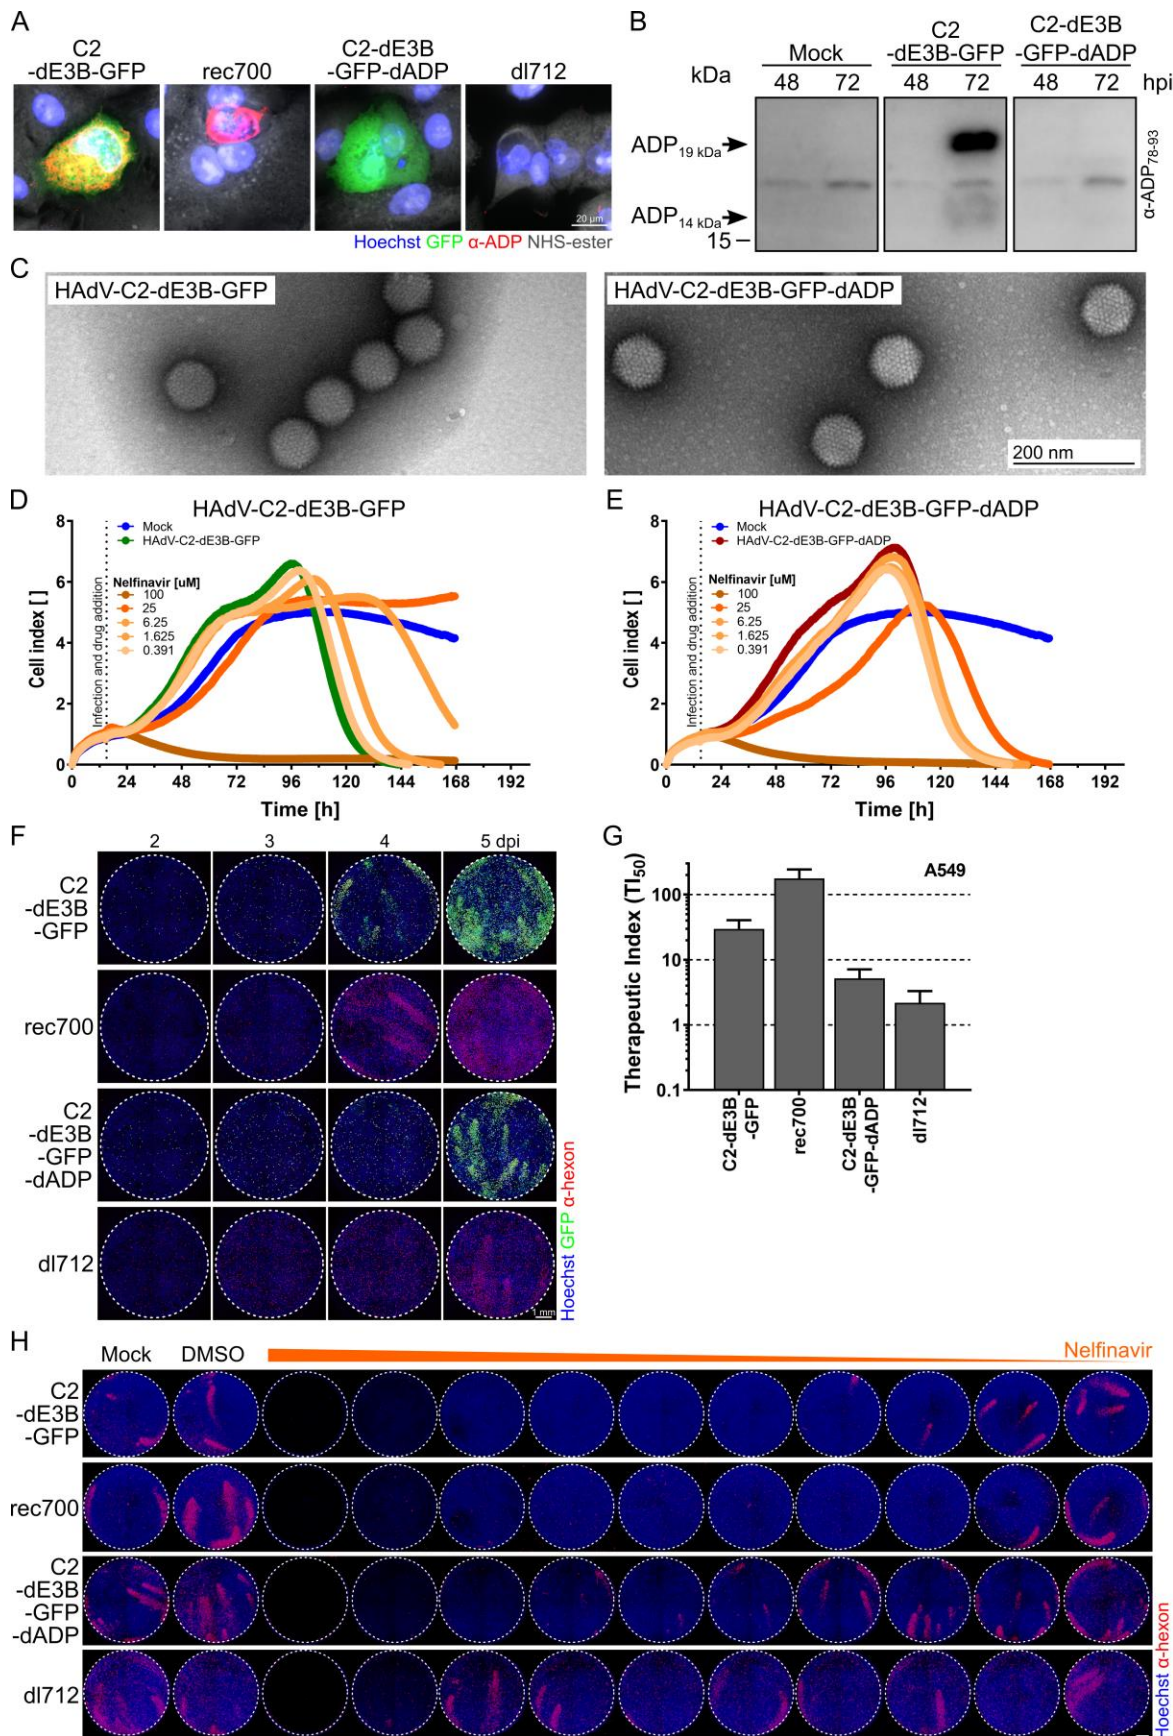 A
C2
-dE3B-GFP
rec700
C2-dE3B
-GFP-dADP
dl712
20 µm
Hoechst GFP α-ADP NHS-ester
B
kDa
Mock
C2
-dE3B-GFP
C2-dE3B
-GFP-dADP
48 72 48 72 48 72 hpi
ADP19 kDa
ADP14 kDa
15
α-ADP78-93
C
HAdV-C2-dE3B-GFP
HAdV-C2-dE3B-GFP-dADP
200 nm
D
HAdV-C2-dE3B-GFP
Mock
HAdV-C2-dE3B-GFP
Nelfinavir [uM]
100
25
6.25
1.625
0.391
Infection and drug addition
Cell index [ ]
8
6
4
2
0
0 24 48 72 96 120 144 168 192
Time [h]
E
HAdV-C2-dE3B-GFP-dADP
Mock
HAdV-C2-dE3B-GFP-dADP
Nelfinavir [uM]
100
25
6.25
1.625
0.391
Infection and drug addition
Cell index [ ]
8
6
4
2
0
0 24 48 72 96 120 144 168 192
Time [h]
F
2 3 4 5 dpi
C2
-dE3B
-GFP
rec700
C2
-dE3B
-GFP
-dADP
dl712
1 mm
Hoechst GFP α-hexon
G
A549
Therapeutic Index (TI50)
100
10
1
0.1
C2-dE3B
-GFP
rec700
C2-dE3B
-GFP-dADP
dl712
H
Mock DMSO Nelfinavir
C2
-dE3B
-GFP
rec700
C2
-dE3B
-GFP
-dADP
dl712
Hoechst α-hexon